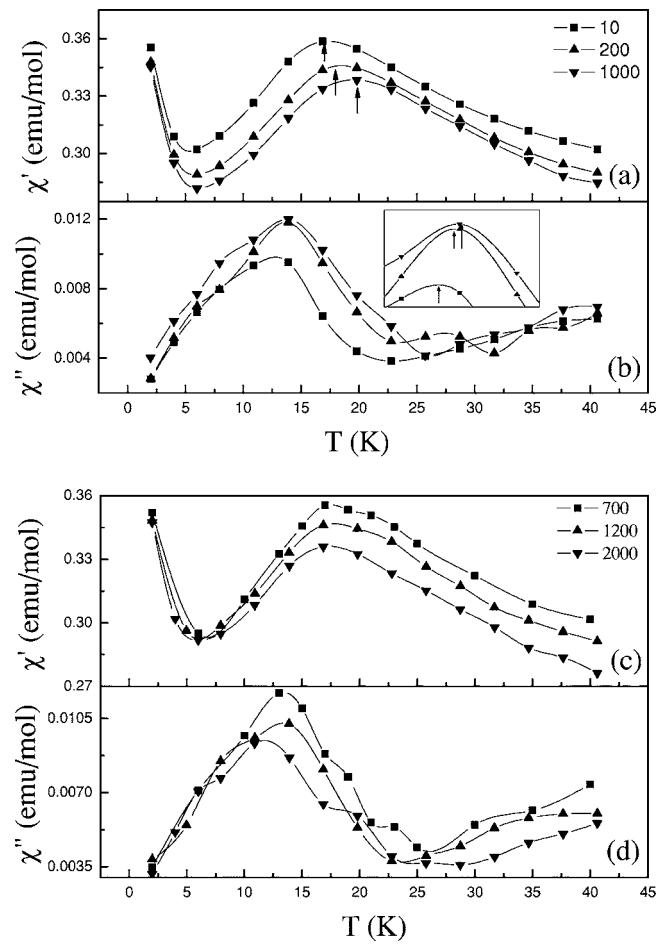 0.36
0.33
0.30
χ' (emu/mol)
10
200
1000
(a)
0.012
0.008
0.004
χ'' (emu/mol)
(b)
0 5 10 15 20 25 30 35 40 45
T (K)
0.36
0.33
0.30
0.27
χ' (emu/mol)
700
1200
2000
(c)
0.0105
0.0070
0.0035
χ'' (emu/mol)
(d)
0 5 10 15 20 25 30 35 40 45
T (K)